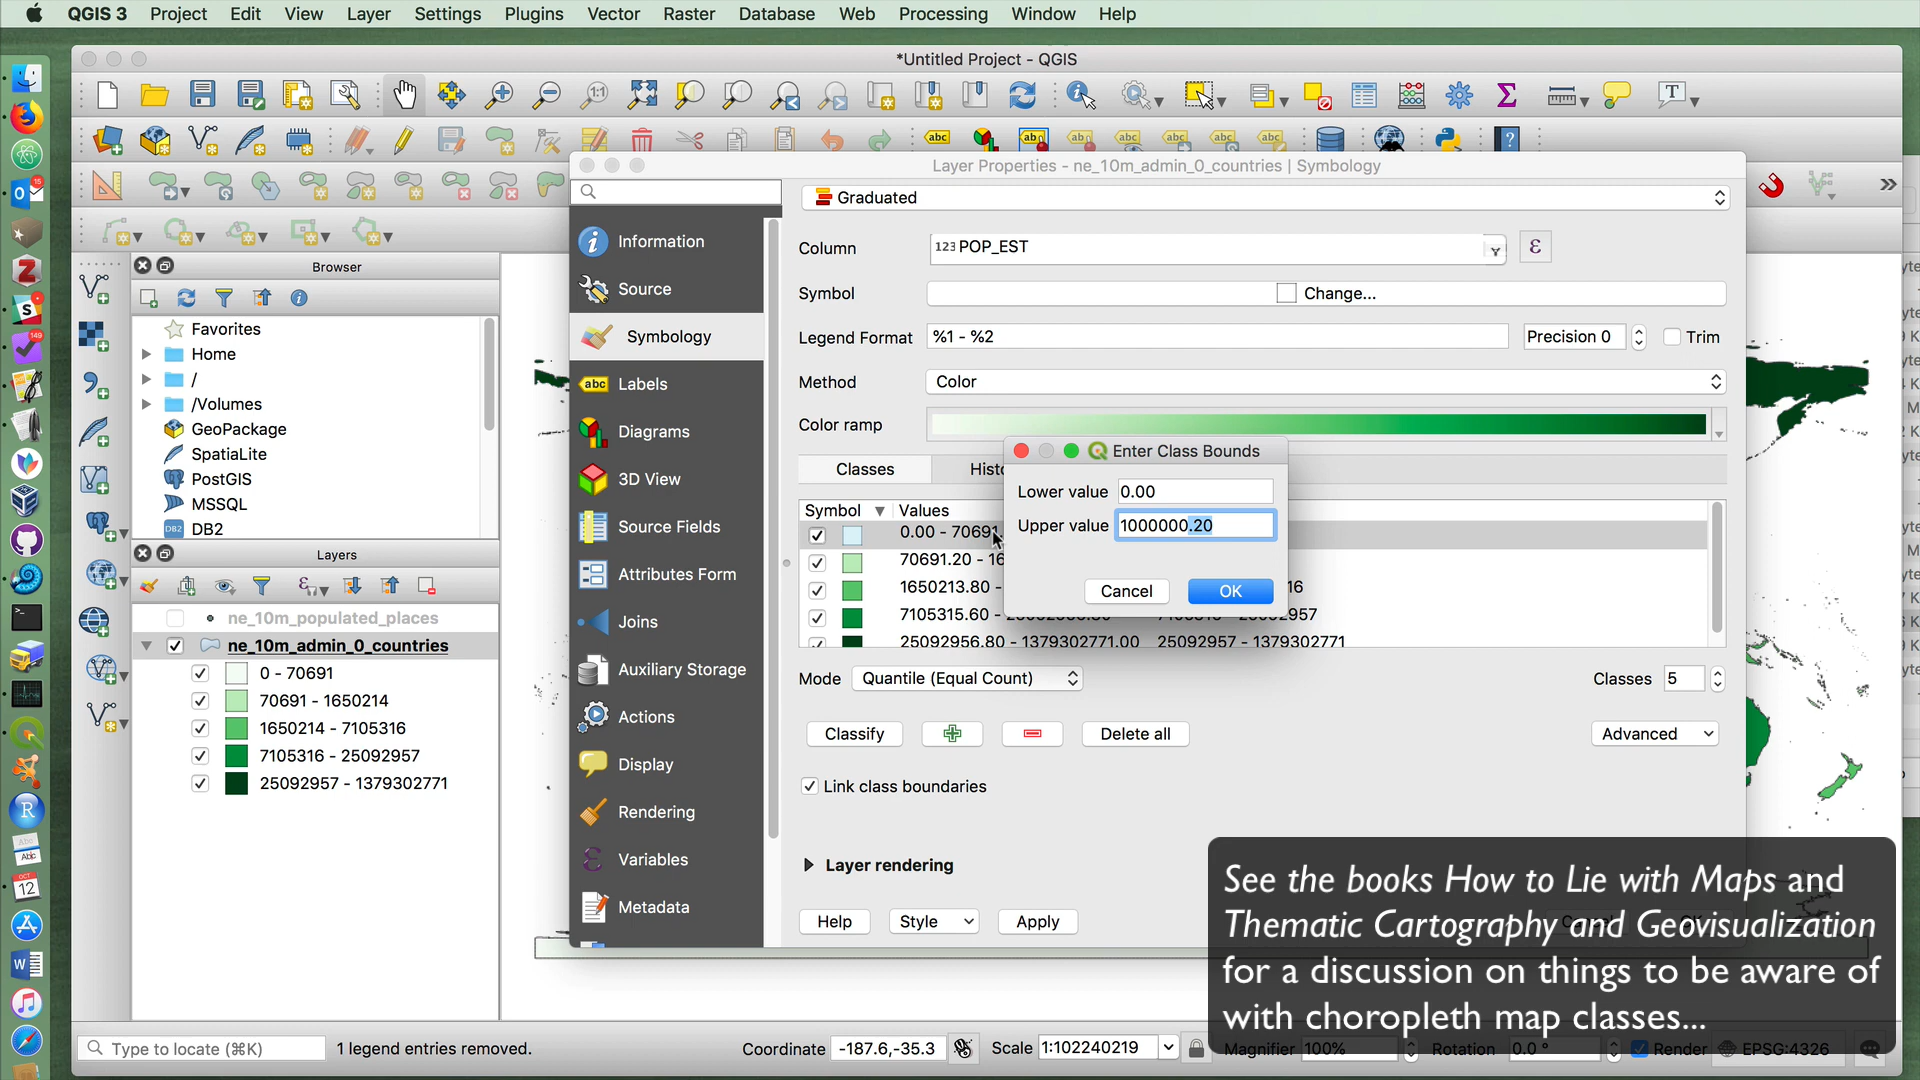 QGIS 3 Project Edit View Layer Settings Plugins Vector Raster Database Web Processing Window Help
*Untitled Project - QGIS
Layer Properties - ne_10m_admin_0_countries | Symbology
Graduated
Column
123 POP_EST
ε
Symbol
Change...
Legend Format
%1 - %2
Precision 0
Trim
Method
Color
Color ramp
Classes
Histo
Enter Class Bounds
Lower value 0.00
Upper value 1000000.20
Cancel
OK
Symbol Values
0.00 - 70691
70691.20 - 16
1650213.80 -
16
7105315.60 -
957
25092956.80 - 1379302771.00 25092957 - 1379302771
Mode Quantile (Equal Count)
Classes 5
Classify
Delete all
Advanced
Link class boundaries
Layer rendering
Help
Style
Apply
Information
Source
Symbology
abc Labels
Diagrams
3D View
Source Fields
Attributes Form
Joins
Auxiliary Storage
Actions
Display
Rendering
Variables
Metadata
Browser
Favorites
Home
/
/Volumes
GeoPackage
SpatiaLite
PostGIS
MSSQL
DB2 DB2
Layers
ne_10m_populated_places
ne_10m_admin_0_countries
0 - 70691
70691 - 1650214
1650214 - 7105316
7105316 - 25092957
25092957 - 1379302771
See the books How to Lie with Maps and
Thematic Cartography and Geovisualization
for a discussion on things to be aware of
with choropleth map classes...
Type to locate (⌘K)
1 legend entries removed.
Coordinate -187.6,-35.3
Scale 1:102240219
Magnifier 100%
Rotation 0.0 °
Render
EPSG:4326
15
149
OCT
12